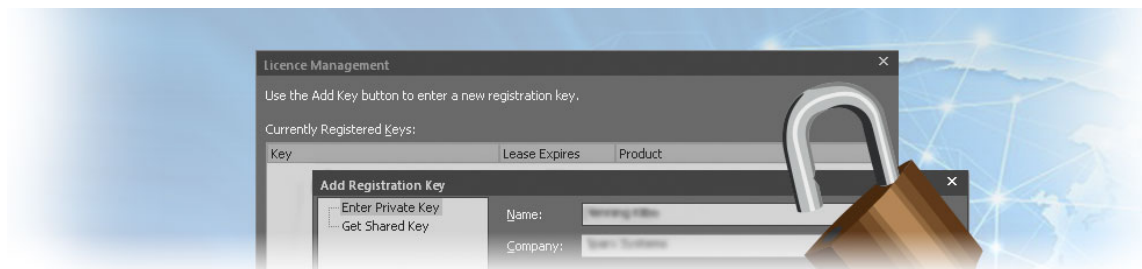 Licence Management
Use the Add Key button to enter a new registration key.
Currently Registered Keys:
Key Lease Expires Product
Add Registration Key
Enter Private Key
Get Shared Key
Name:
Company: